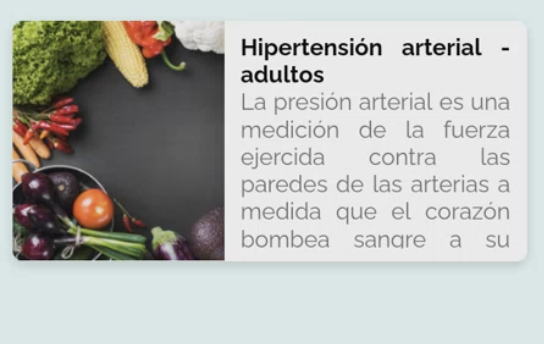 Hipertensión arterial -
adultos
La presión arterial es una
medición de la fuerza
ejercida contra las
paredes de las arterias a
medida que el corazón
bombea sangre a su